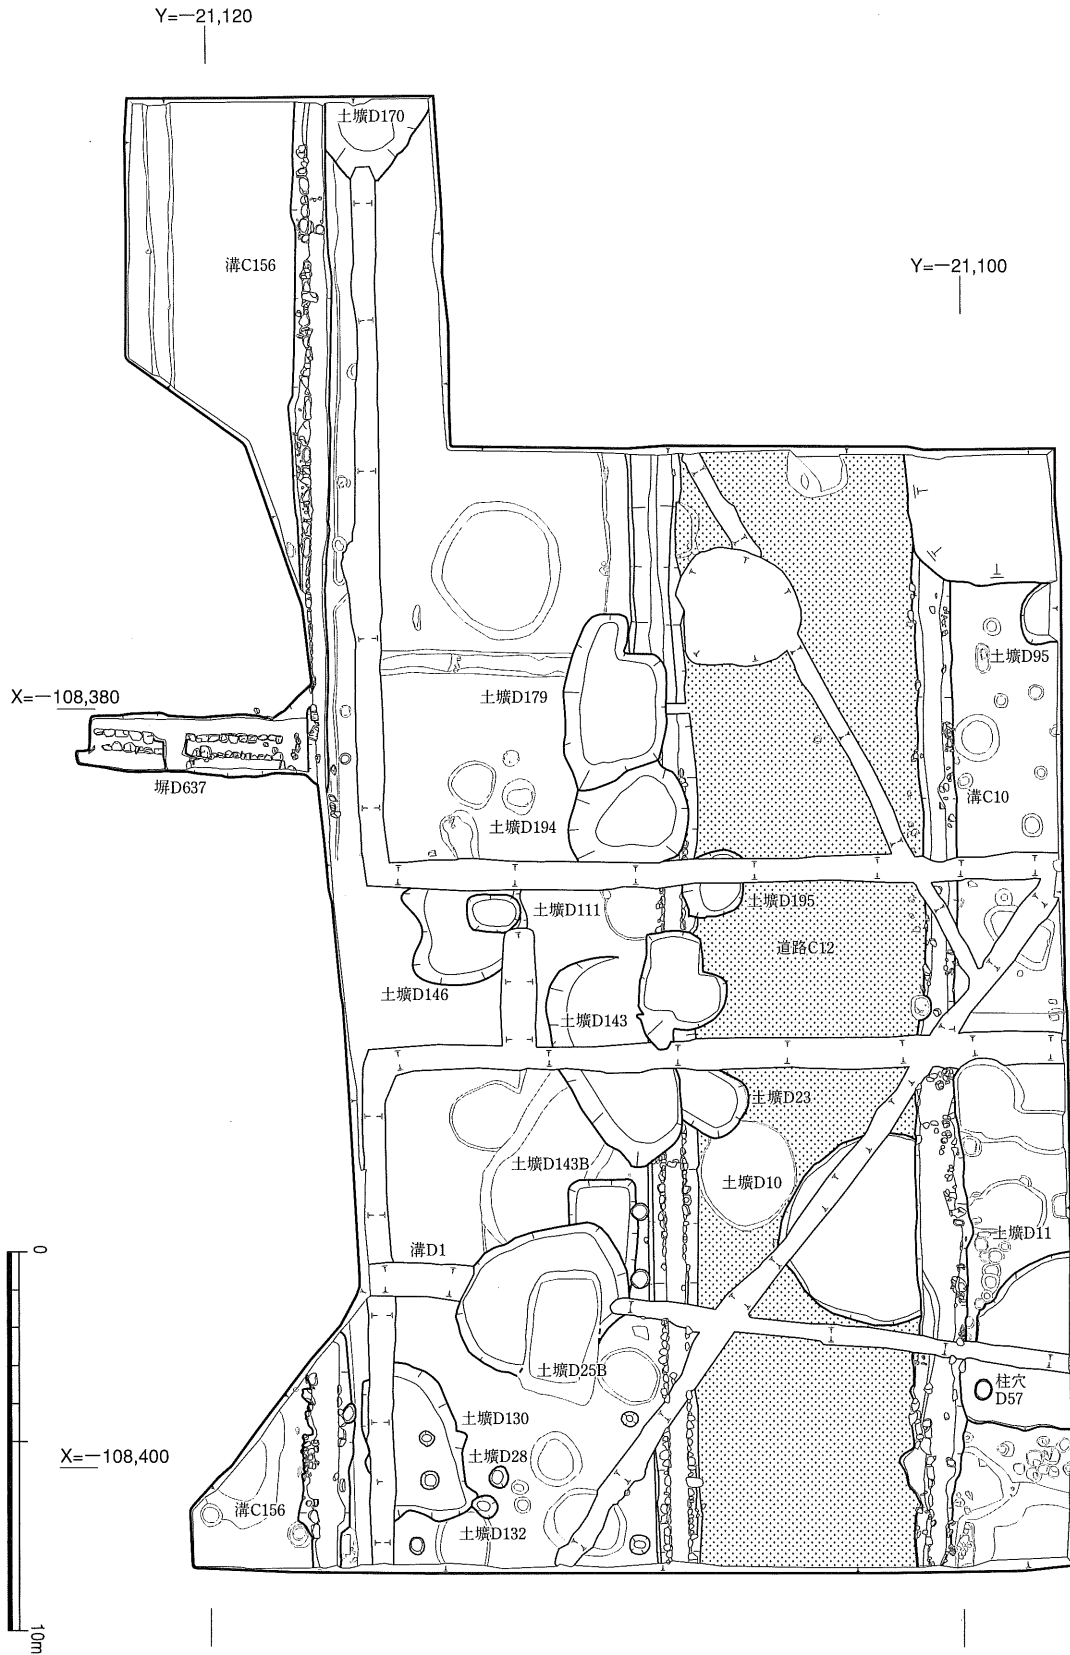 Y=－21,120
土壙D170
溝C156
Y=－21,100
土壙D95
X=－108,380
土壙D179
塀D637
溝C10
土壙D194
土壙D111
土壙D195
道路C12
土壙D146
土壙D143
土壙D23
土壙D143B
土壙D10
土壙D11
溝D1
0
土壙D25B
柱穴
D57
土壙D130
土壙D28
X=－108,400
溝C156
土壙D132
10m